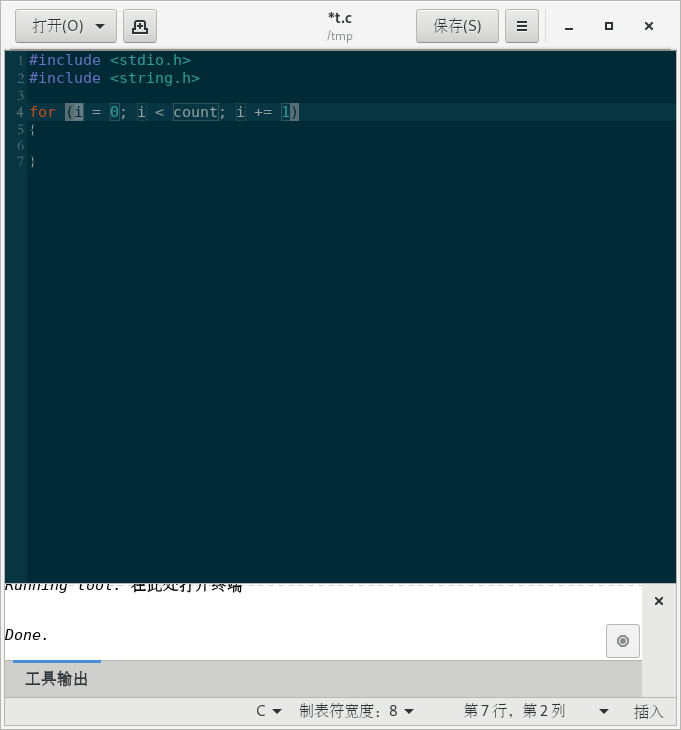 打开(O)
*t.c
/tmp
保存(S)
1 #include <stdio.h>
2 #include <string.h>
3
4 for (i = 0; i < count; i += 1)
5 {
6
7 }
Running tool: 在此处打开终端
Done.
工具输出
C 制表符宽度：8 第 7 行，第 2 列 插入